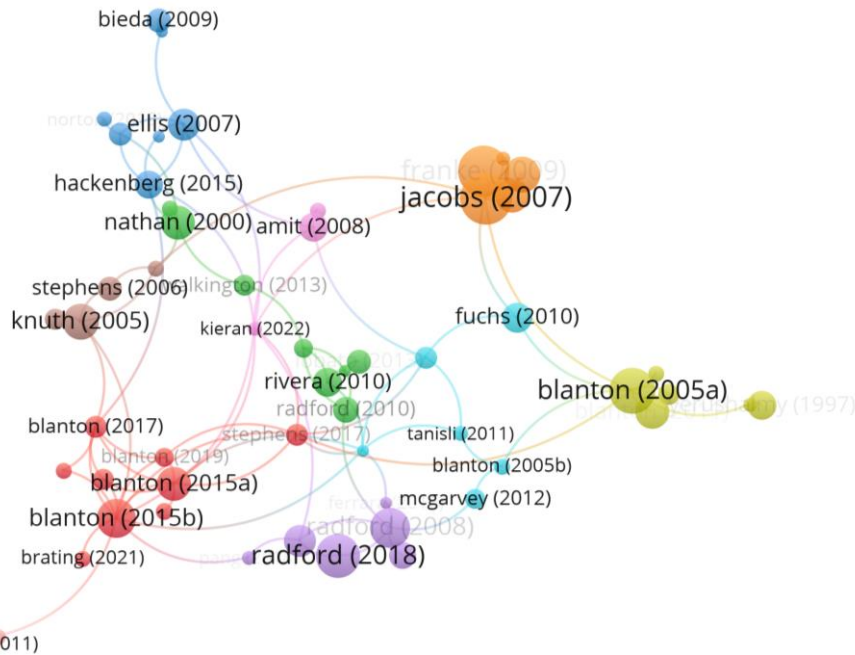 bieda (2009)
ellis (2007)
hackenberg (2015)
franke (2009)
jacobs (2007)
nathan (2000)
amit (2008)
stephens (2006)
knuth (2005)
kieran (2022)
fuchs (2010)
rivera (2010)
blanton (2005a)
(1997)
radford (2010)
blanton (2017)
stephens (2017)
tanisli (2011)
blanton (2019)
blanton (2005b)
blanton (2015a)
mcgarvey (2012)
blanton (2015b)
radford (2008)
brating (2021)
radford (2018)
011)